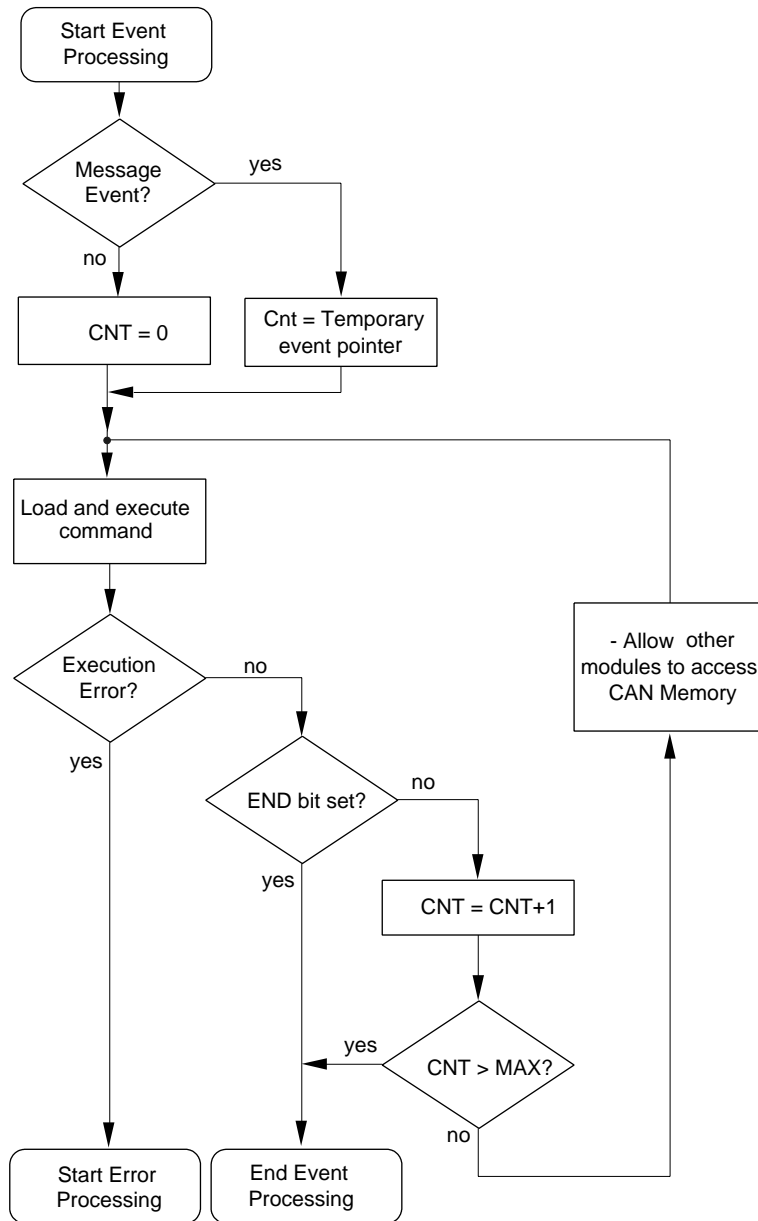 Start Event
Processing
Message
Event?
yes
no
CNT = 0
Cnt = Temporary
event pointer
Load and execute
command
Execution
Error?
no
yes
- Allow other
modules to access
CAN Memory
END bit set?
no
yes
CNT = CNT+1
CNT > MAX?
yes
no
Start Error
Processing
End Event
Processing